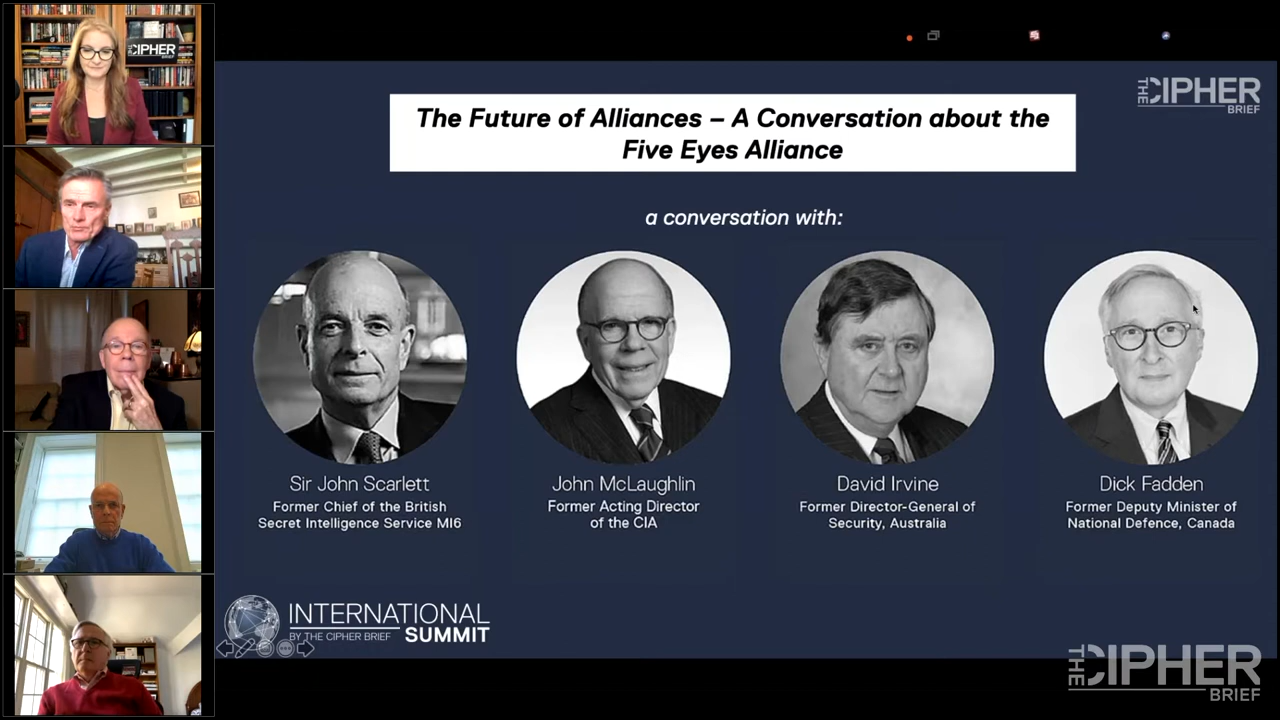 THE CIPHER
BRIEF
The Future of Alliances – A Conversation about the
Five Eyes Alliance
a conversation with:
Sir John Scarlett
Former Chief of the British
Secret Intelligence Service MI6
John McLaughlin
Former Acting Director
of the CIA
David Irvine
Former Director-General of
Security, Australia
Dick Fadden
Former Deputy Minister of
National Defence, Canada
INTERNATIONAL
BY THE CIPHER BRIEF SUMMIT
THE CIPHER
BRIEF
THE CIPHER
BRIEF